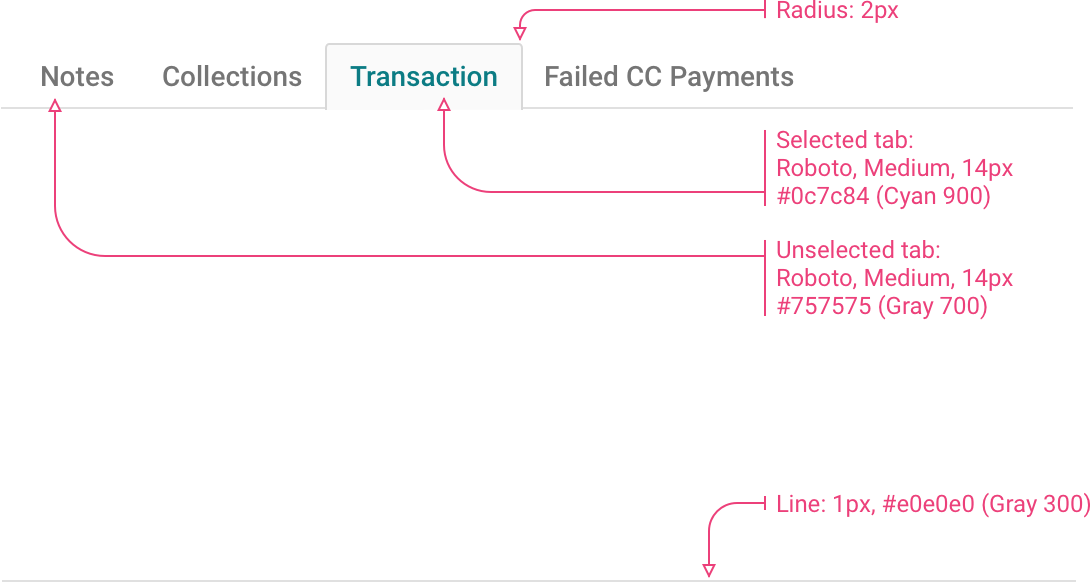 Radius: 2px
Notes Collections Transaction Failed CC Payments
Selected tab:
Roboto, Medium, 14px
#0c7c84 (Cyan 900)
Unselected tab:
Roboto, Medium, 14px
#757575 (Gray 700)
Line: 1px, #e0e0e0 (Gray 300)